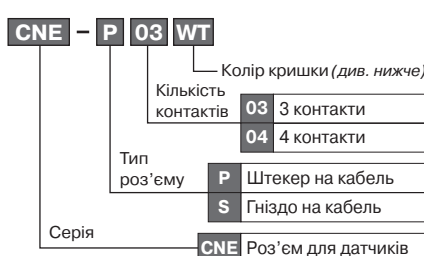 CNE – P 03 WT
Колір кришки (див. нижче)
Кількість
контактів
03 3 контакти
04 4 контакти
Тип
роз’єму
P Штекер на кабель
S Гніздо на кабель
Серія
CNE Роз’єм для датчиків